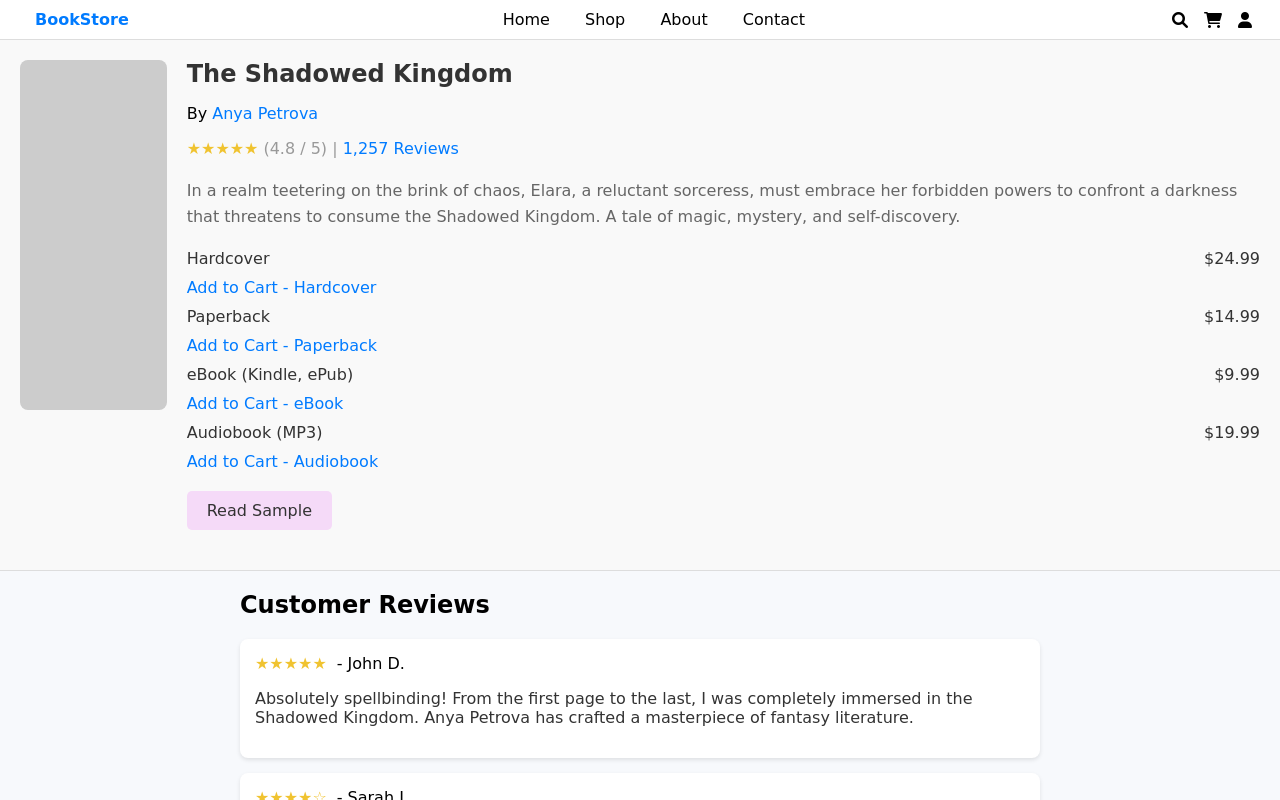 BookStore
Home
Shop
About
Contact
The Shadowed Kingdom
By Anya Petrova
★★★★★ (4.8 / 5) | 1,257 Reviews
In a realm teetering on the brink of chaos, Elara, a reluctant sorceress, must embrace her forbidden powers to confront a darkness
that threatens to consume the Shadowed Kingdom. A tale of magic, mystery, and self-discovery.
Hardcover $24.99
Add to Cart - Hardcover
Paperback $14.99
Add to Cart - Paperback
eBook (Kindle, ePub) $9.99
Add to Cart - eBook
Audiobook (MP3) $19.99
Add to Cart - Audiobook
Read Sample
Customer Reviews
★★★★★ - John D.
Absolutely spellbinding! From the first page to the last, I was completely immersed in the
Shadowed Kingdom. Anya Petrova has crafted a masterpiece of fantasy literature.
★★★★☆ - Sarah